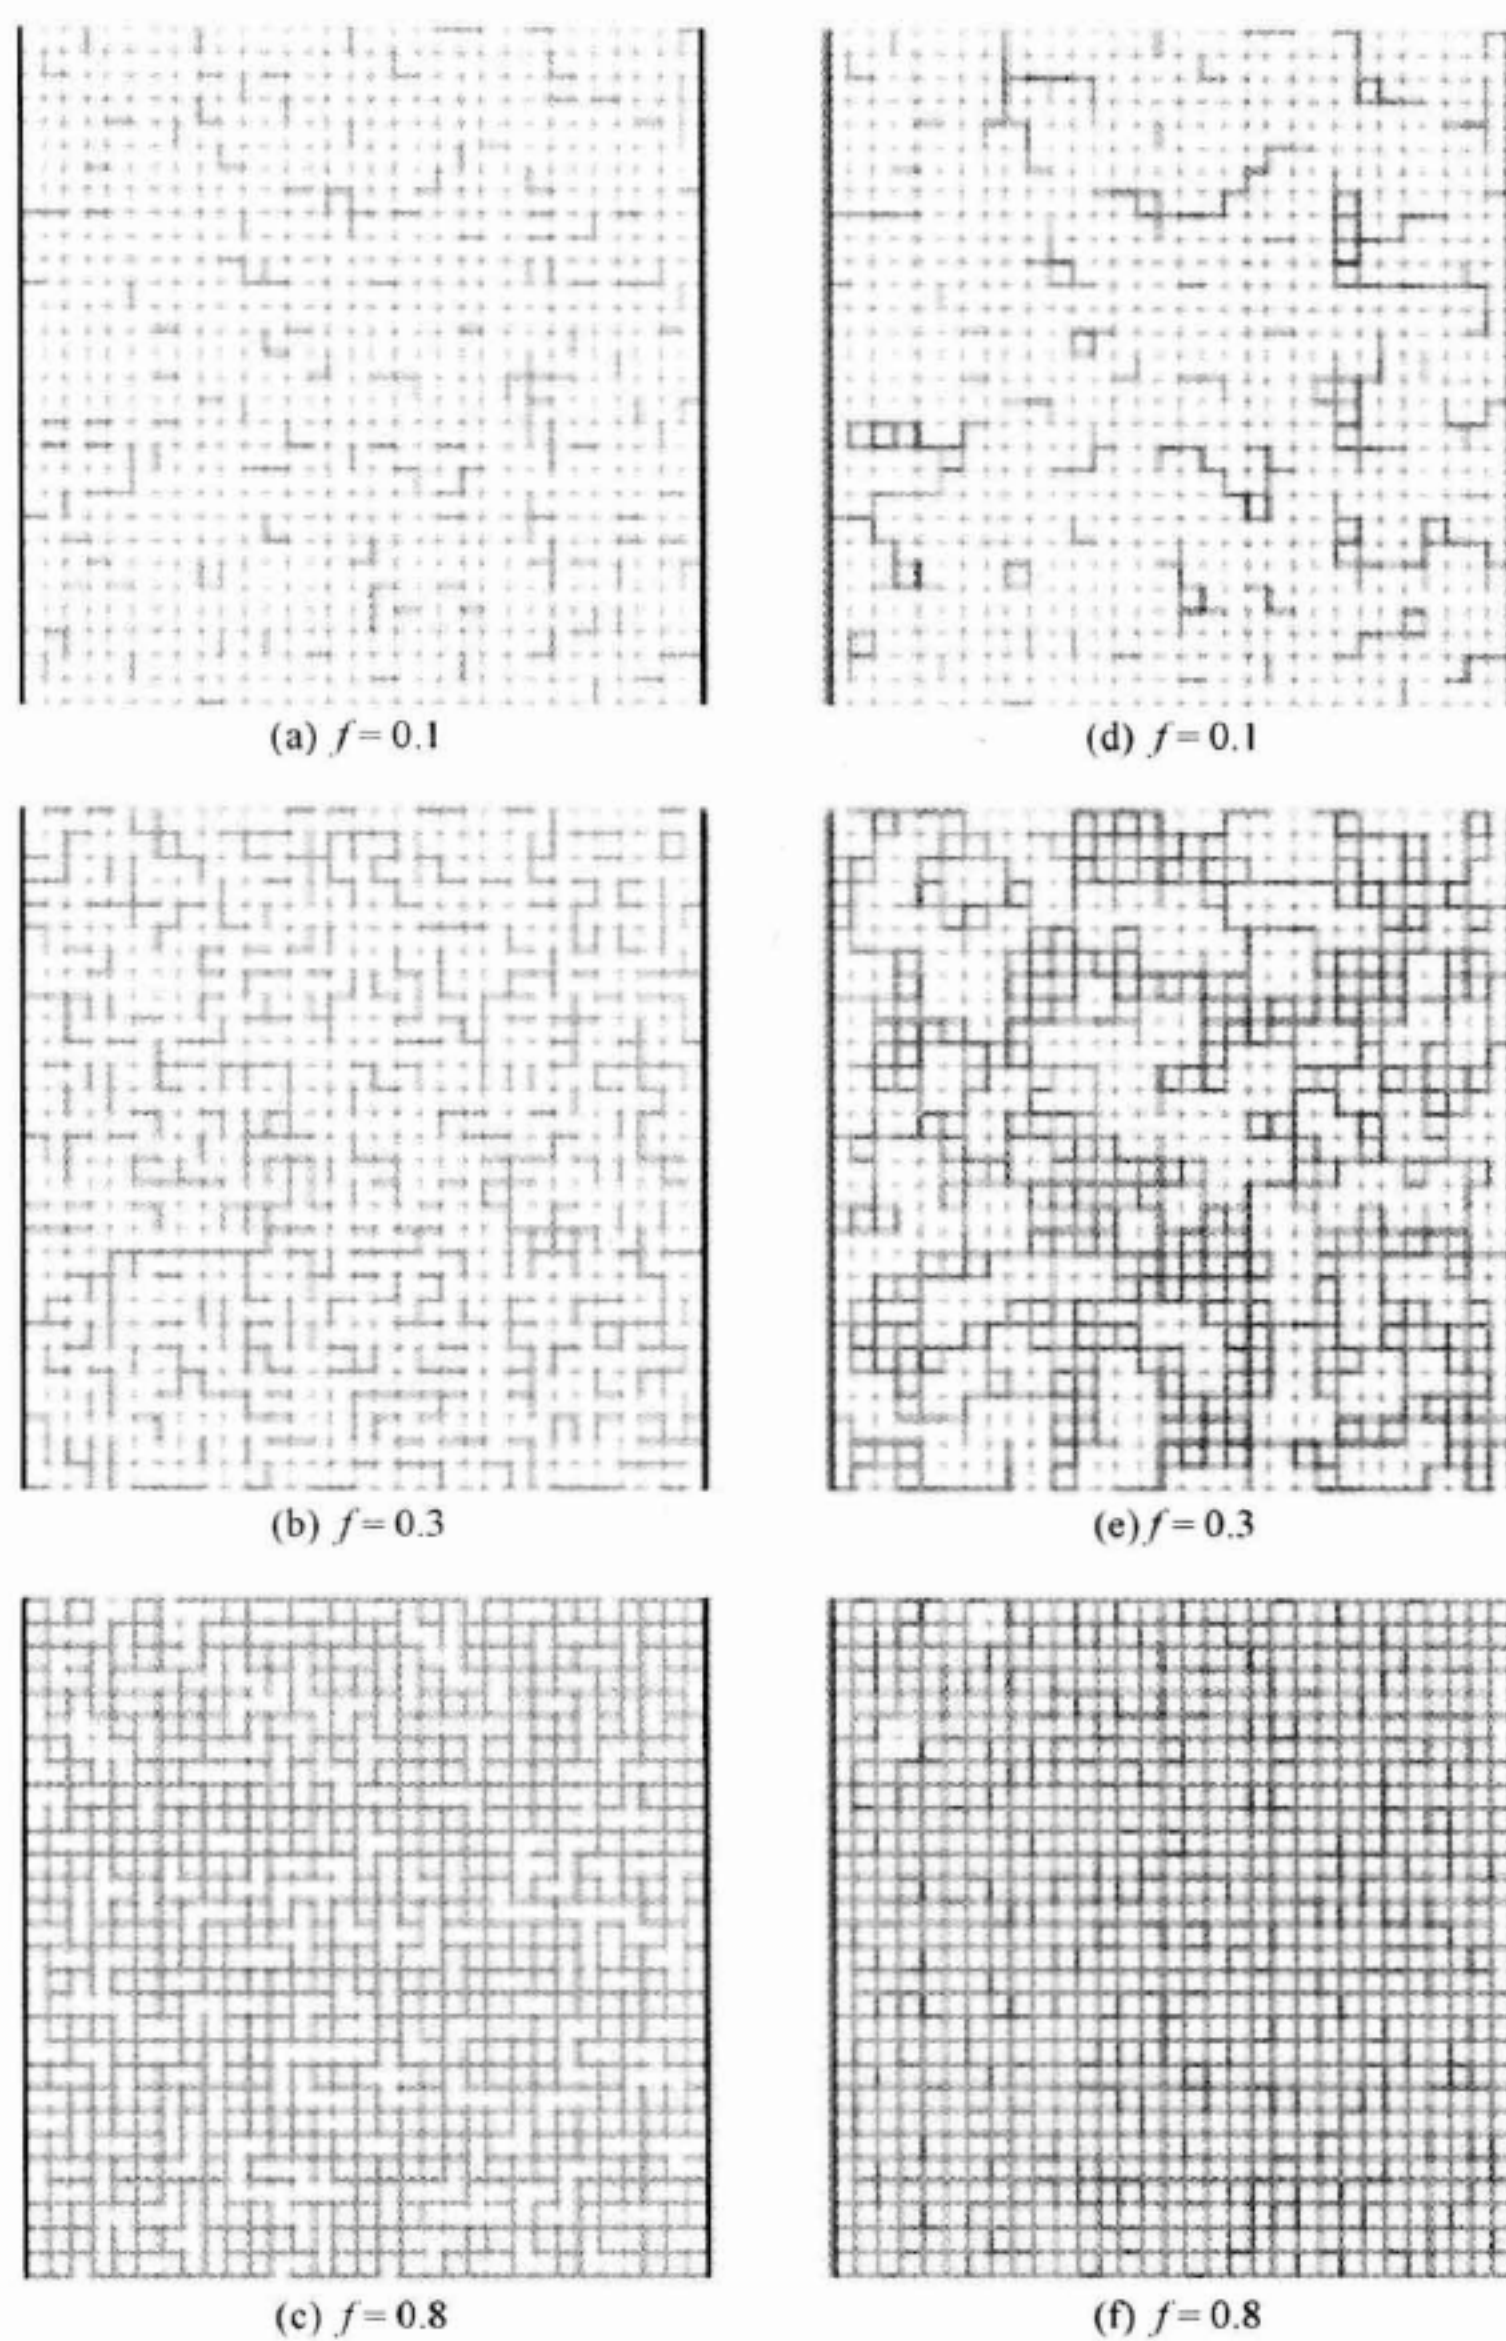 (a) f = 0.1
(d) f = 0.1
(b) f = 0.3
(e) f = 0.3
(c) f = 0.8
(f) f = 0.8